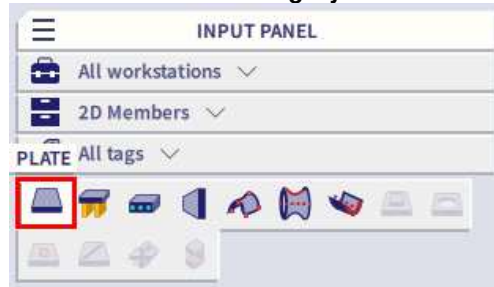 INPUT PANEL
All workstations
2D Members
PLATE All tags